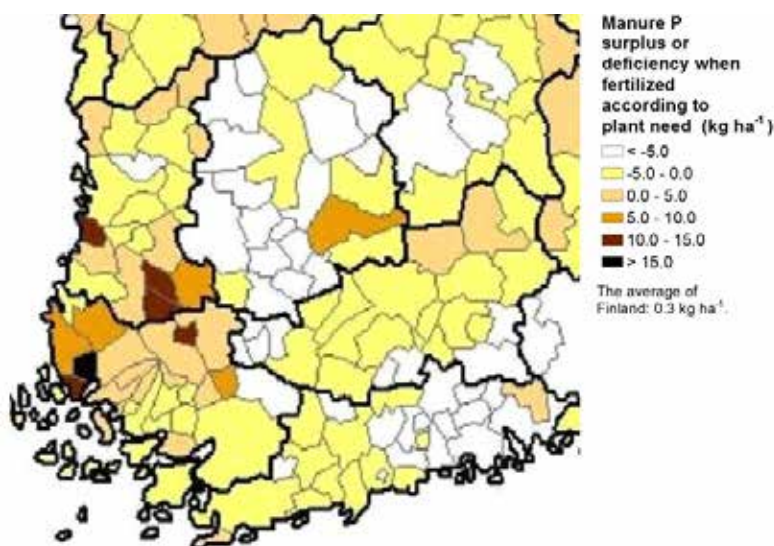 Manure P
surplus or
deficiency when
fertilized
according to
plant need (kg ha⁻¹)
< -5.0
-5.0 - 0.0
0.0 - 5.0
5.0 - 10.0
10.0 - 15.0
> 15.0
The average of
Finland: 0.3 kg ha⁻¹.